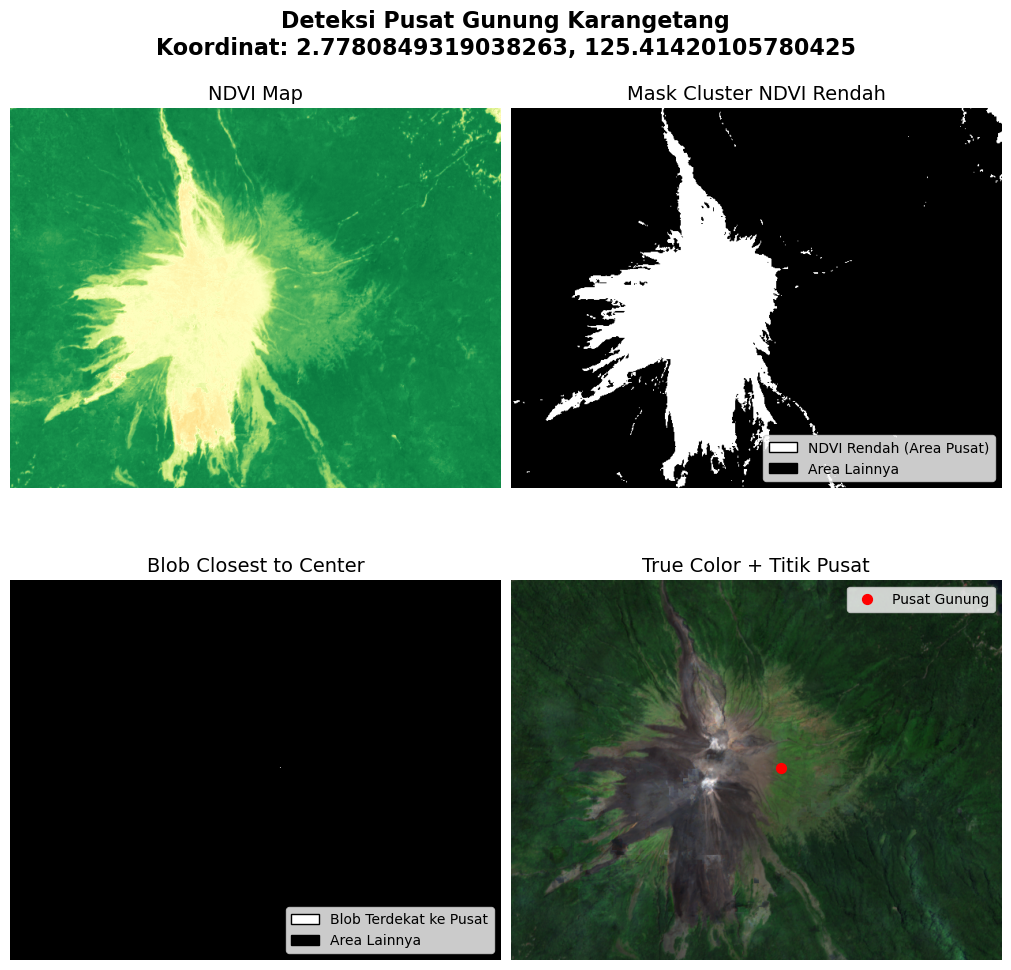 Deteksi Pusat Gunung Karangetang
Koordinat: 2.7780849319038263, 125.41420105780425
NDVI Map
Mask Cluster NDVI Rendah
NDVI Rendah (Area Pusat)
Area Lainnya
Blob Closest to Center
True Color + Titik Pusat
Pusat Gunung
Blob Terdekat ke Pusat
Area Lainnya